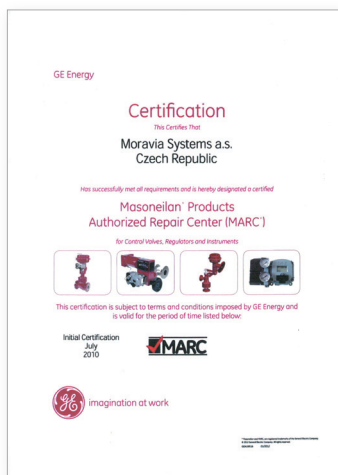 GE Energy
Certification
This Certifies That
Moravia Systems a.s.
Czech Republic
Has successfully met all requirements and is hereby designated a certified
Masoneilan* Products
Authorized Repair Center (MARC*)
for Control Valves, Regulators and Instruments
This certification is subject to terms and conditions imposed by GE Energy and
is valid for the period of time listed below:
Initial Certification
July
2010
MARC
imagination at work